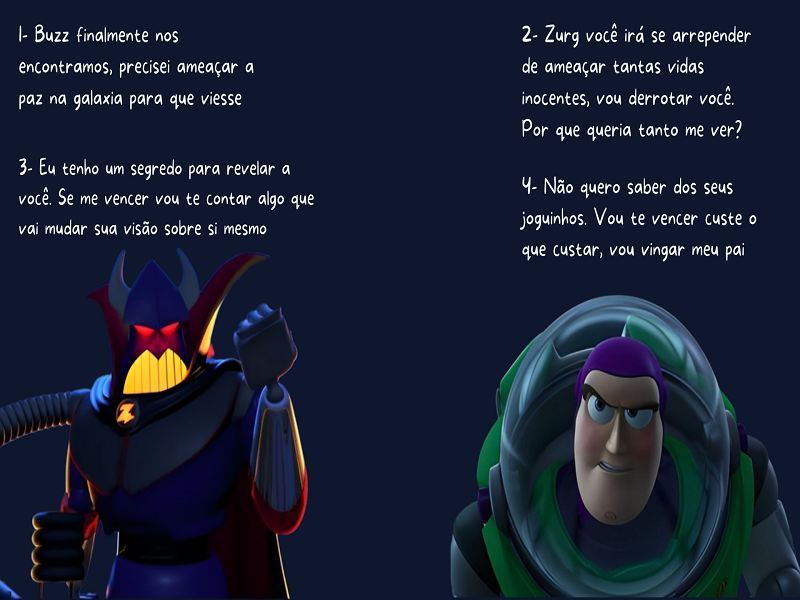 1- Buzz finalmente nos
encontramos, precisei ameaçar a
paz na galaxia para que viesse
2- Zurg você irá se arrepender
de ameaçar tantas vidas
inocentes, vou derrotar você.
Por que queria tanto me ver?
3- Eu tenho um segredo para revelar a
você. Se me vencer vou te contar algo que
vai mudar sua visão sobre si mesmo
4- Não quero saber dos seus
joguinhos. Vou te vencer custe o
que custar, vou vingar meu pai
Z